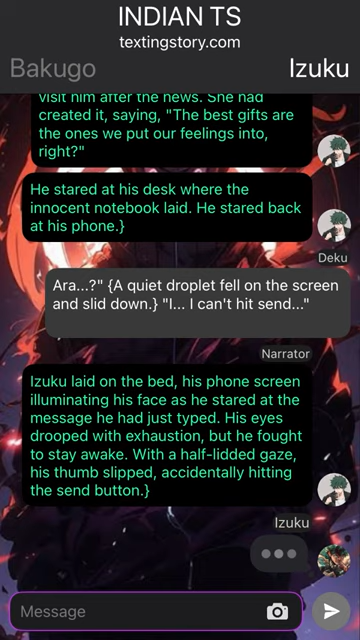 INDIAN TS
textingstory.com
Bakugo
Izuku
visit him after the news. She had
created it, saying, "The best gifts are
the ones we put our feelings into,
right?"
He stared at his desk where the
innocent notebook laid. He stared back
at his phone.}
Deku
Ara...?" {A quiet droplet fell on the screen
and slid down.} "I... I can't hit send..."
Narrator
Izuku laid on the bed, his phone screen
illuminating his face as he stared at the
message he had just typed. His eyes
drooped with exhaustion, but he fought
to stay awake. With a half-lidded gaze,
his thumb slipped, accidentally hitting
the send button.}
Izuku
Message